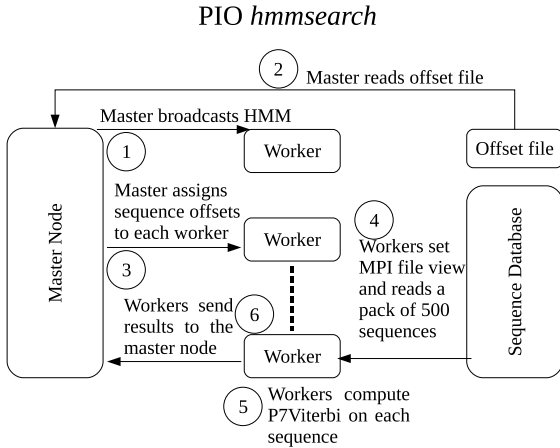 PIO hmmsearch
2
Master reads offset file
Master broadcasts HMM
1
Worker
Offset file
Master Node
Master assigns
sequence offsets
to each worker
3
Worker
4
Workers set
MPI file view
and reads a
pack of 500
sequences
Sequence Database
Workers send
results to the
master node
6
Worker
5
Workers compute
P7Viterbi on each
sequence